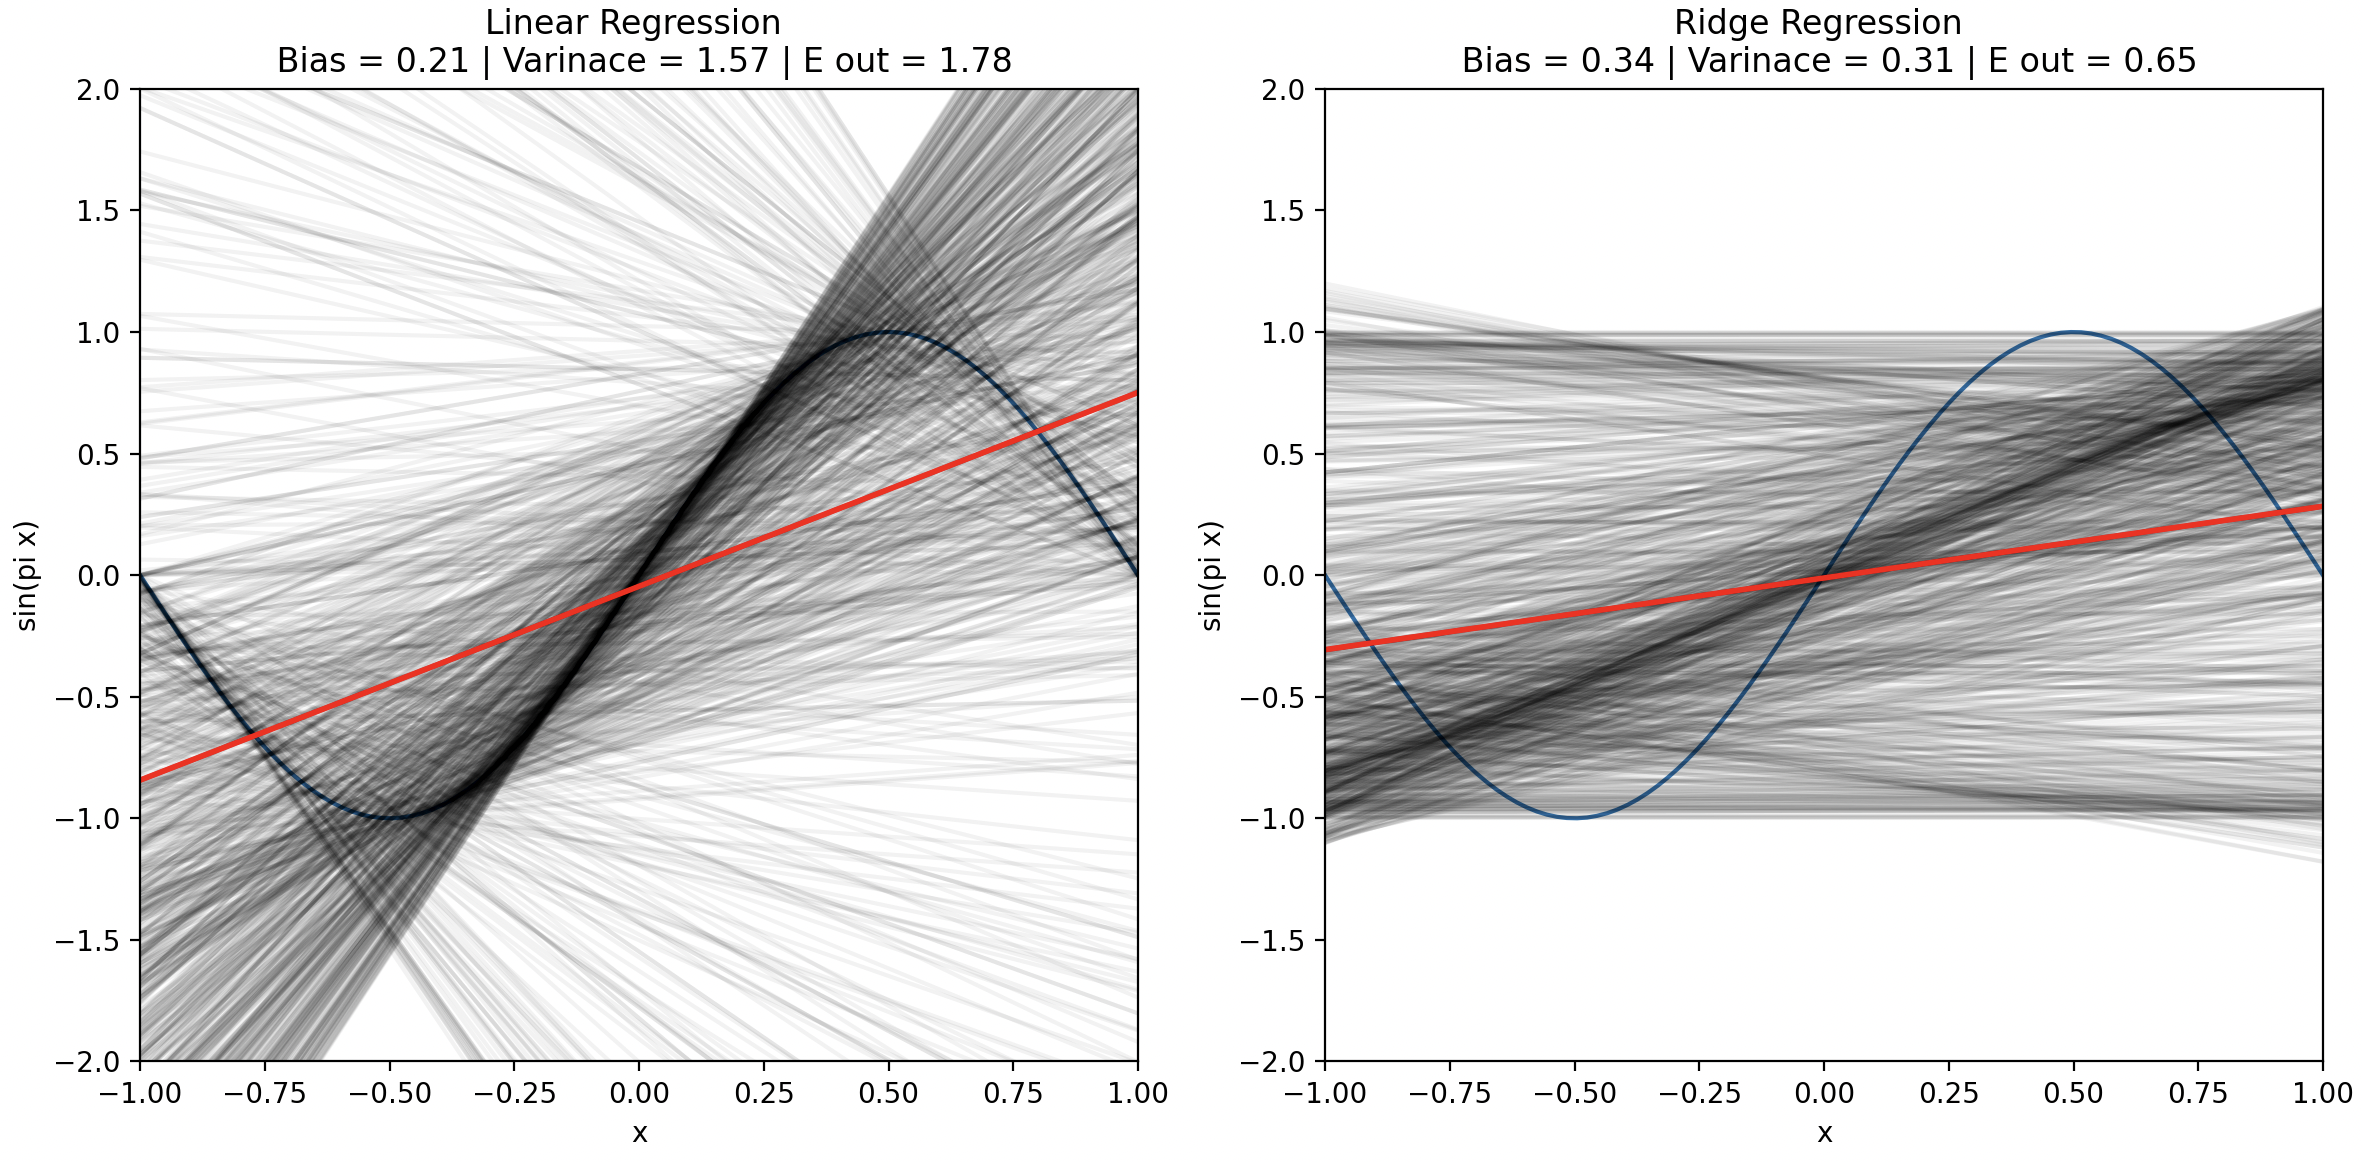 Linear Regression
Bias = 0.21 | Varinace = 1.57 | E out = 1.78
2.0
1.5
1.0
0.5
0.0
−0.5
−1.0
−1.5
−2.0
sin(pi x)
−1.00 −0.75 −0.50 −0.25 0.00 0.25 0.50 0.75 1.00
x
Ridge Regression
Bias = 0.34 | Varinace = 0.31 | E out = 0.65
2.0
1.5
1.0
0.5
0.0
−0.5
−1.0
−1.5
−2.0
sin(pi x)
−1.00 −0.75 −0.50 −0.25 0.00 0.25 0.50 0.75 1.00
x